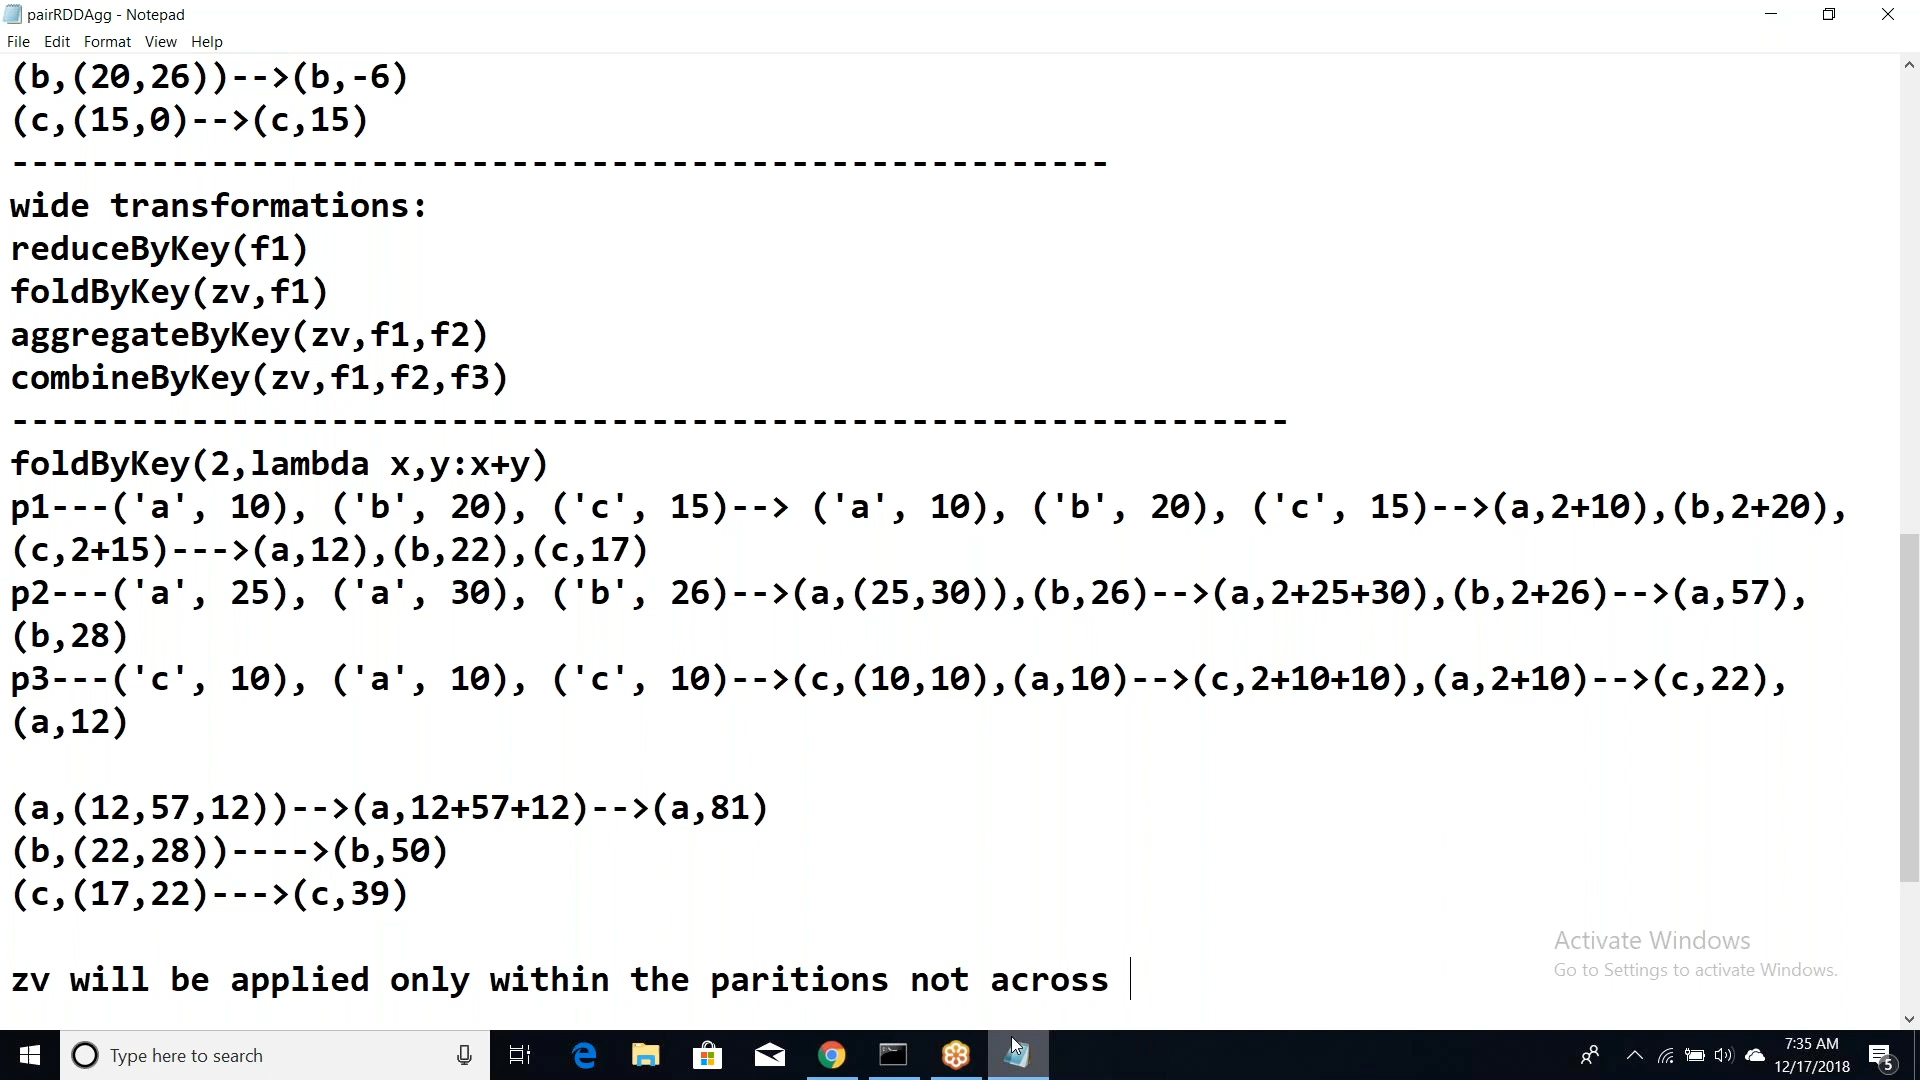 pairRDDAgg - Notepad
File Edit Format View Help
(b,(20,26))-->(b,-6)
(c,(15,0)-->(c,15)
-------------------------------------------------------
wide transformations:
reduceByKey(f1)
foldByKey(zv,f1)
aggregateByKey(zv,f1,f2)
combineByKey(zv,f1,f2,f3)
----------------------------------------------------------------
foldByKey(2,lambda x,y:x+y)
p1---('a', 10), ('b', 20), ('c', 15)--> ('a', 10), ('b', 20), ('c', 15)-->(a,2+10),(b,2+20),
(c,2+15)--->(a,12),(b,22),(c,17)
p2---('a', 25), ('a', 30), ('b', 26)-->(a,(25,30)),(b,26)-->(a,2+25+30),(b,2+26)-->(a,57),
(b,28)
p3---('c', 10), ('a', 10), ('c', 10)-->(c,(10,10),(a,10)-->(c,2+10+10),(a,2+10)-->(c,22),
(a,12)
(a,(12,57,12))-->(a,12+57+12)-->(a,81)
(b,(22,28))---->(b,50)
(c,(17,22)--->(c,39)
zv will be applied only within the paritions not across
Activate Windows
Go to Settings to activate Windows.
Type here to search
7:35 AM
12/17/2018
5